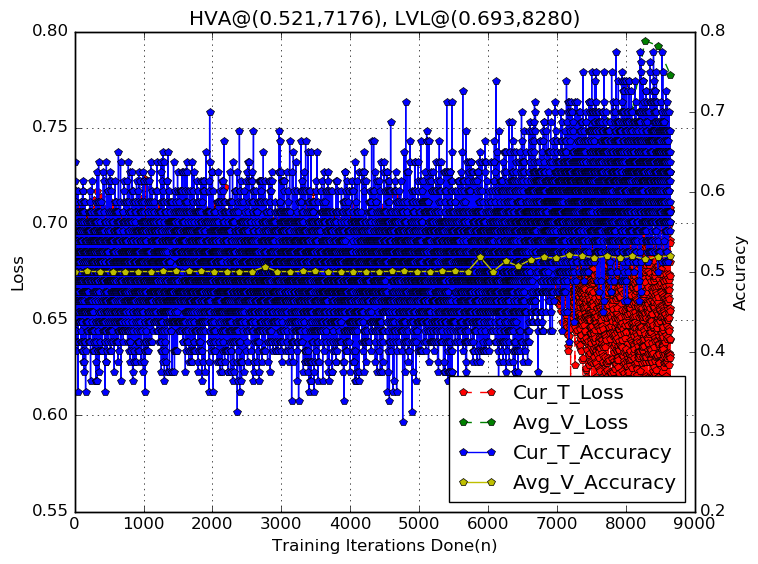 HVA@(0.521,7176), LVL@(0.693,8280)
0.80
0.75
0.70
0.65
0.60
0.55
Loss
0.8
0.7
0.6
0.5
0.4
0.3
0.2
Accuracy
Cur_T_Loss
Avg_V_Loss
Cur_T_Accuracy
Avg_V_Accuracy
0 1000 2000 3000 4000 5000 6000 7000 8000 9000
Training Iterations Done(n)